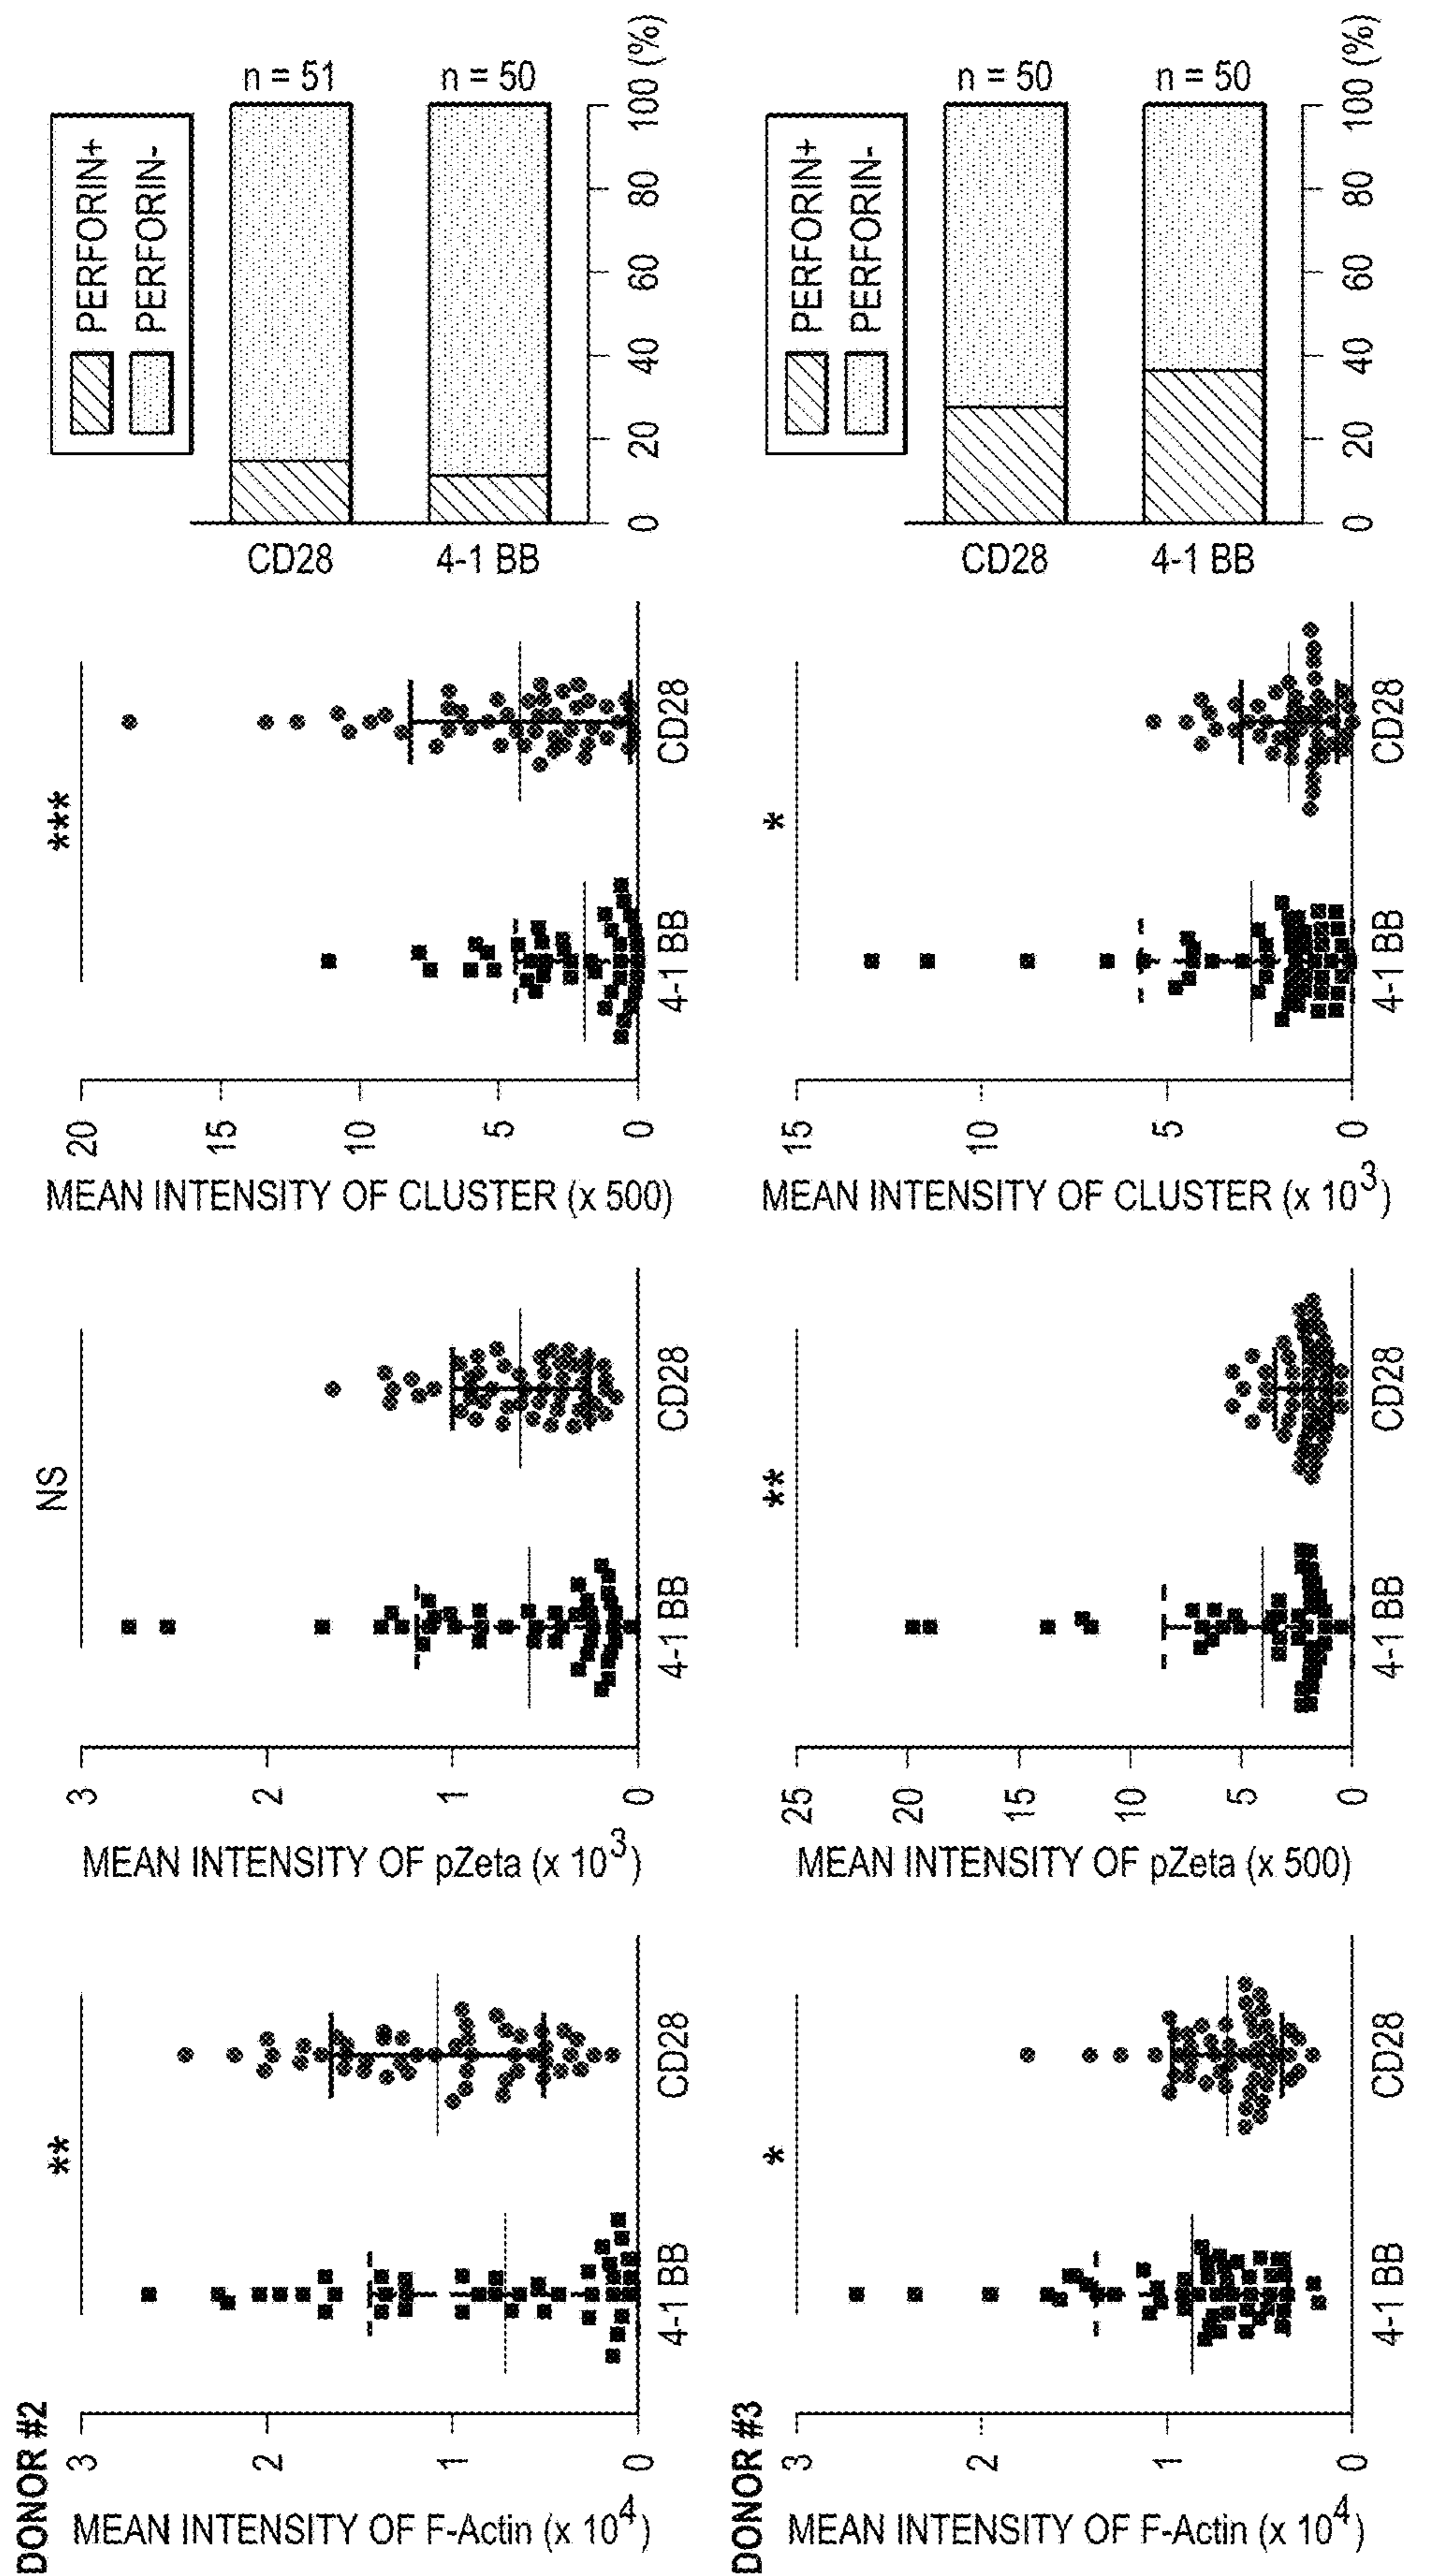 DONOR #2
MEAN INTENSITY OF F-Actin (x 10^4)
3
2
1
0
**
4-1 BB
CD28
MEAN INTENSITY OF pZeta (x 10^3)
3
2
1
0
NS
4-1 BB
CD28
MEAN INTENSITY OF CLUSTER (x 500)
20
15
10
5
0
***
4-1 BB
CD28
PERFORIN+
PERFORIN-
CD28
n = 51
4-1 BB
n = 50
0 20 40 60 80 100 (%)
DONOR #3
MEAN INTENSITY OF F-Actin (x 10^4)
3
2
1
0
*
4-1 BB
CD28
MEAN INTENSITY OF pZeta (x 500)
25
20
15
10
5
0
**
4-1 BB
CD28
MEAN INTENSITY OF CLUSTER (x 10^3)
15
10
5
0
*
4-1 BB
CD28
PERFORIN+
PERFORIN-
CD28
n = 50
4-1 BB
n = 50
0 20 40 60 80 100 (%)